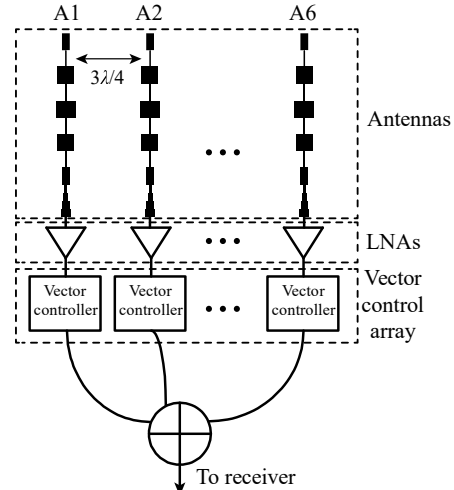 A1 A2 A6
3λ/4
Antennas
LNAs
Vector
controller
Vector
controller
Vector
controller
Vector
control
array
To receiver